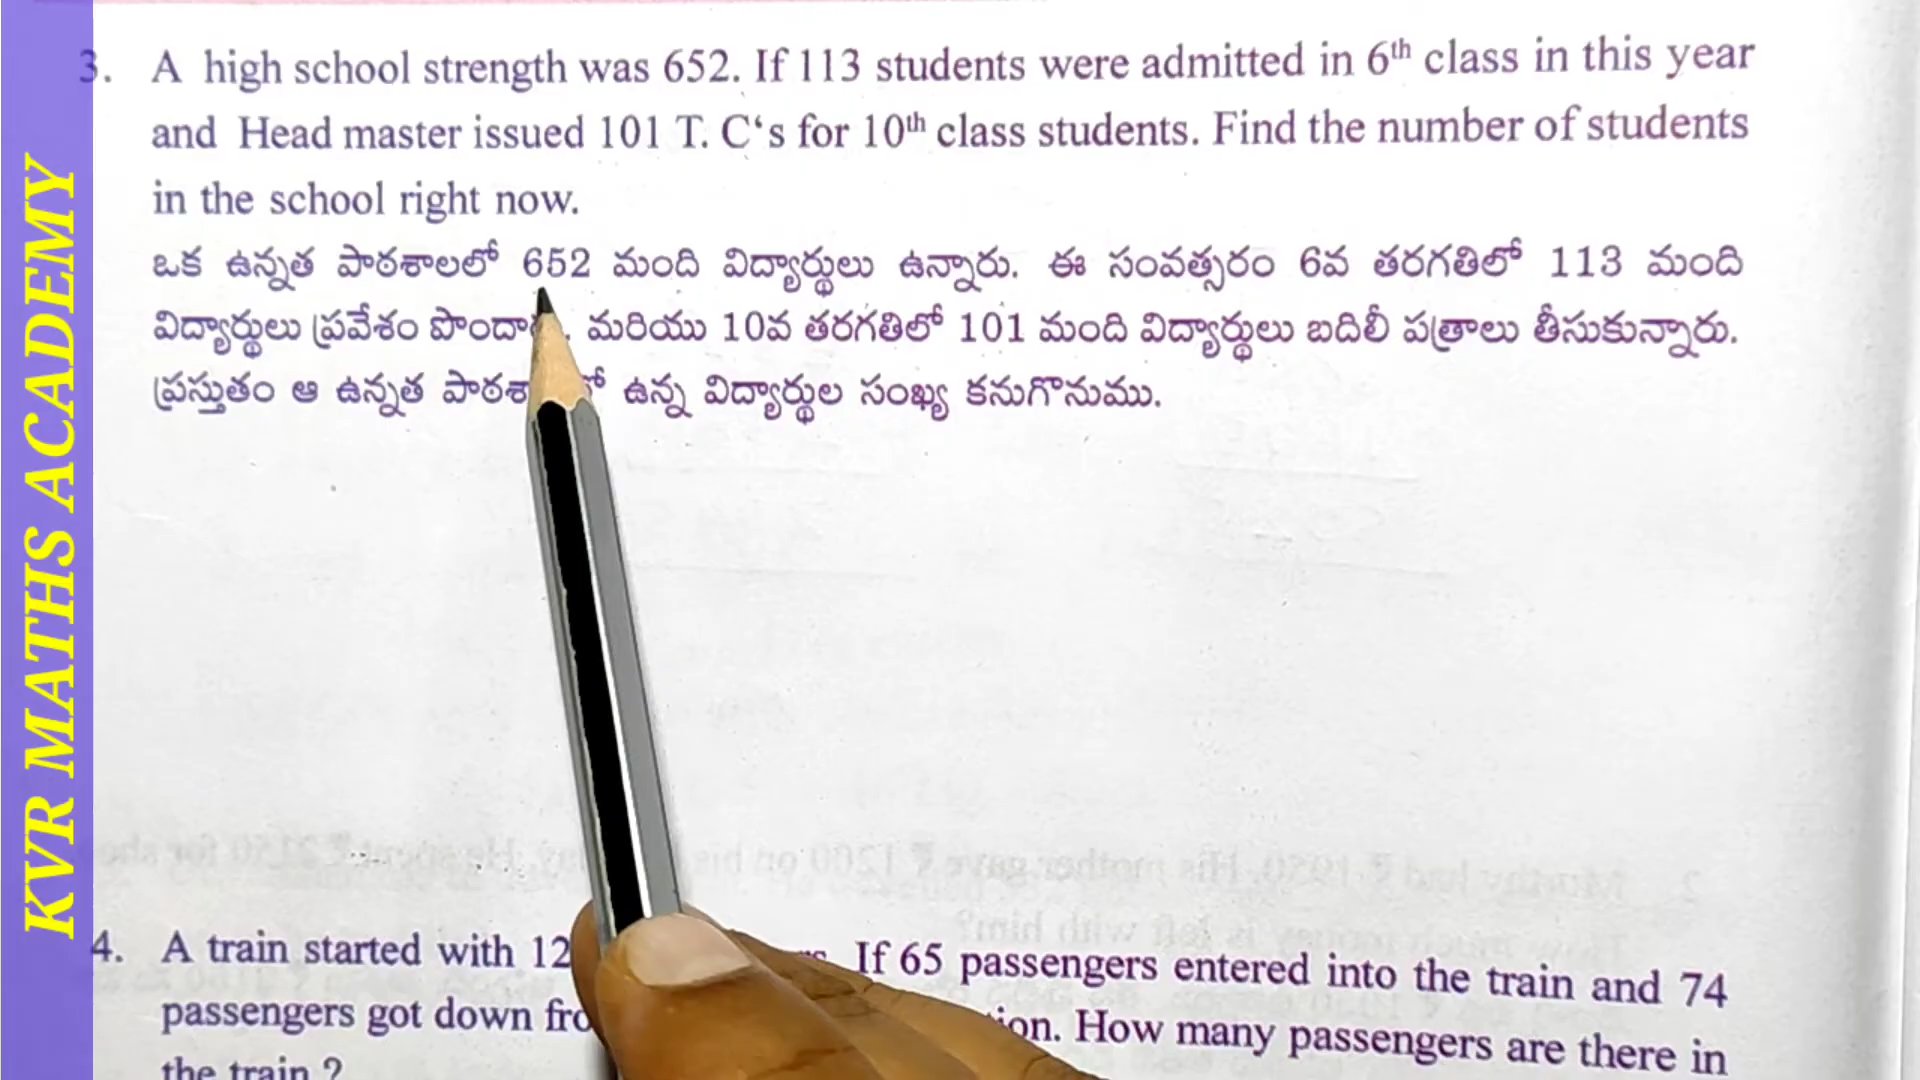 KVR MATHS ACADEMY
3. A high school strength was 652. If 113 students were admitted in 6th class in this year
and Head master issued 101 T. C‘s for 10th class students. Find the number of students
in the school right now.
ఒక ఉన్నత పాఠశాలలో 652 మంది విద్యార్థులు ఉన్నారు. ఈ సంవత్సరం 6వ తరగతిలో 113 మంది
విద్యార్థులు ప్రవేశం మరియు 10వ తరగతిలో 101 మంది విద్యార్థులు బదిలీ పత్రాలు తీసుకున్నారు.
ప్రస్తుతం ఆ ఉన్నత ఉన్న విద్యార్థుల సంఖ్య కనుగొనుము.
4. A train started with If 65 passengers entered into the train and 74
passengers got down How many passengers are there in
the train ?